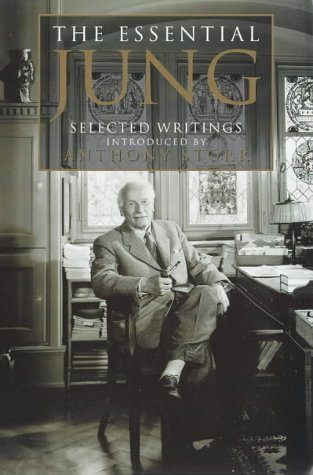 THE ESSENTIAL
JUNG
SELECTED WRITINGS
INTRODUCED BY
ANTHONY STORR